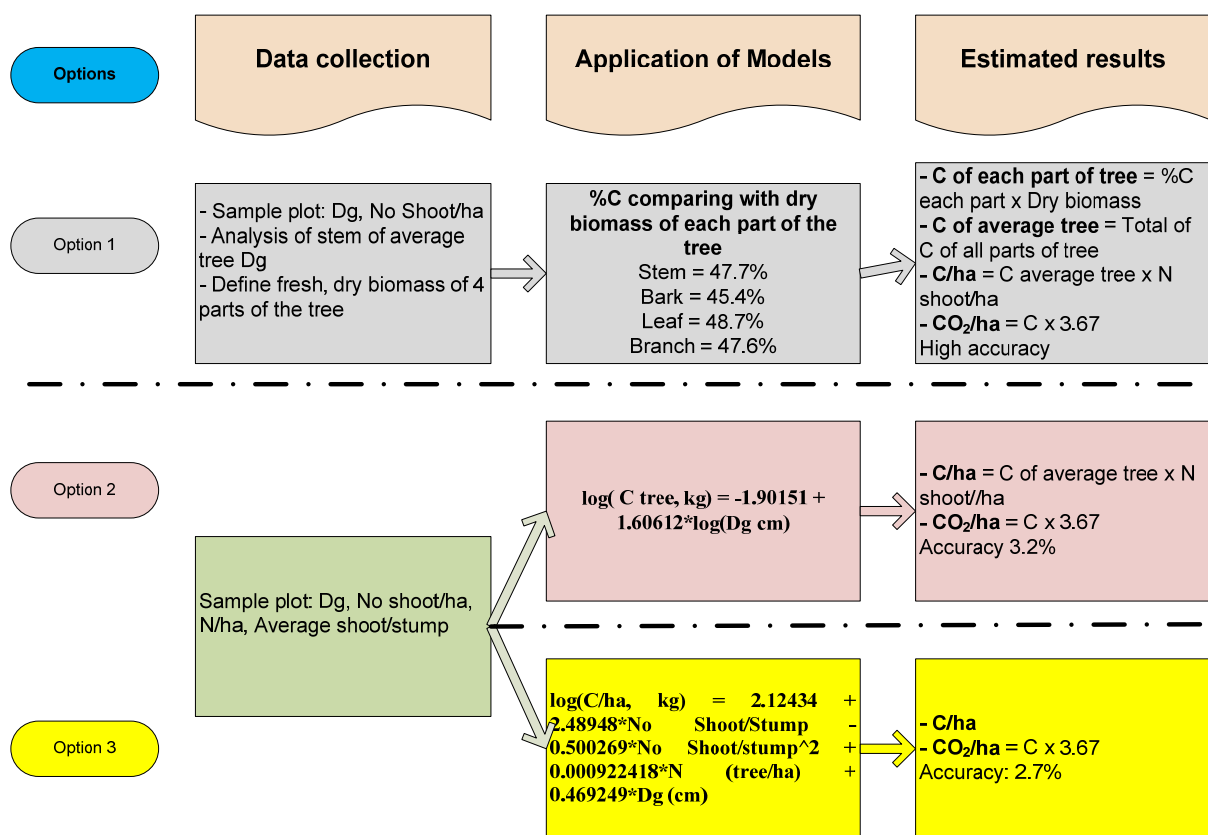 Options
Data collection
Application of Models
Estimated results
Option 1
- Sample plot: Dg, No Shoot/ha
- Analysis of stem of average
tree Dg
- Define fresh, dry biomass of 4
parts of the tree
%C comparing with dry
biomass of each part of the
tree
Stem = 47.7%
Bark = 45.4%
Leaf = 48.7%
Branch = 47.6%
- C of each part of tree = %C
each part x Dry biomass
- C of average tree = Total of
C of all parts of tree
- C/ha = C average tree x N
shoot/ha
- CO₂/ha = C x 3.67
High accuracy
Option 2
log( C tree, kg) = -1.90151 +
1.60612*log(Dg cm)
- C/ha = C of average tree x N
shoot//ha
- CO₂/ha = C x 3.67
Accuracy 3.2%
Sample plot: Dg, No shoot/ha,
N/ha, Average shoot/stump
Option 3
log(C/ha, kg) = 2.12434 +
2.48948*No Shoot/Stump -
0.500269*No Shoot/stump^2 +
0.000922418*N (tree/ha) +
0.469249*Dg (cm)
- C/ha
- CO₂/ha = C x 3.67
Accuracy: 2.7%